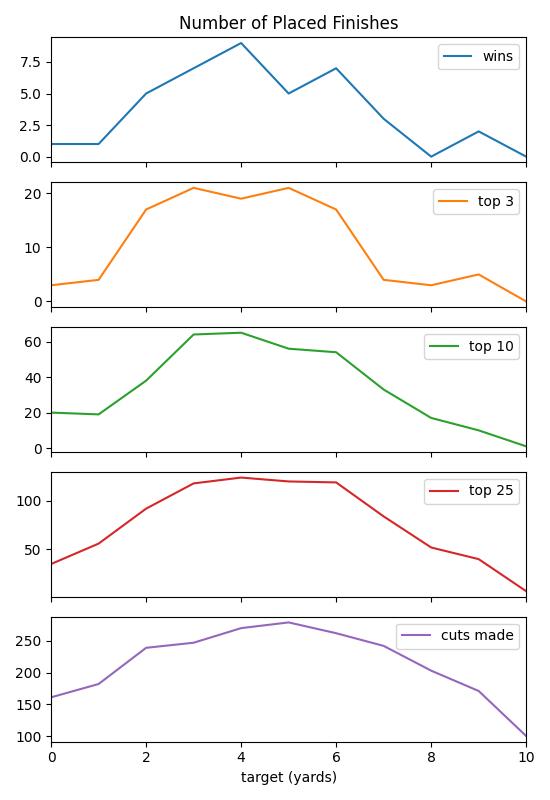 Number of Placed Finishes
7.5
5.0
2.5
0.0
wins
20
10
0
top 3
60
40
20
0
top 10
100
50
top 25
250
200
150
100
cuts made
0 2 4 6 8 10
target (yards)